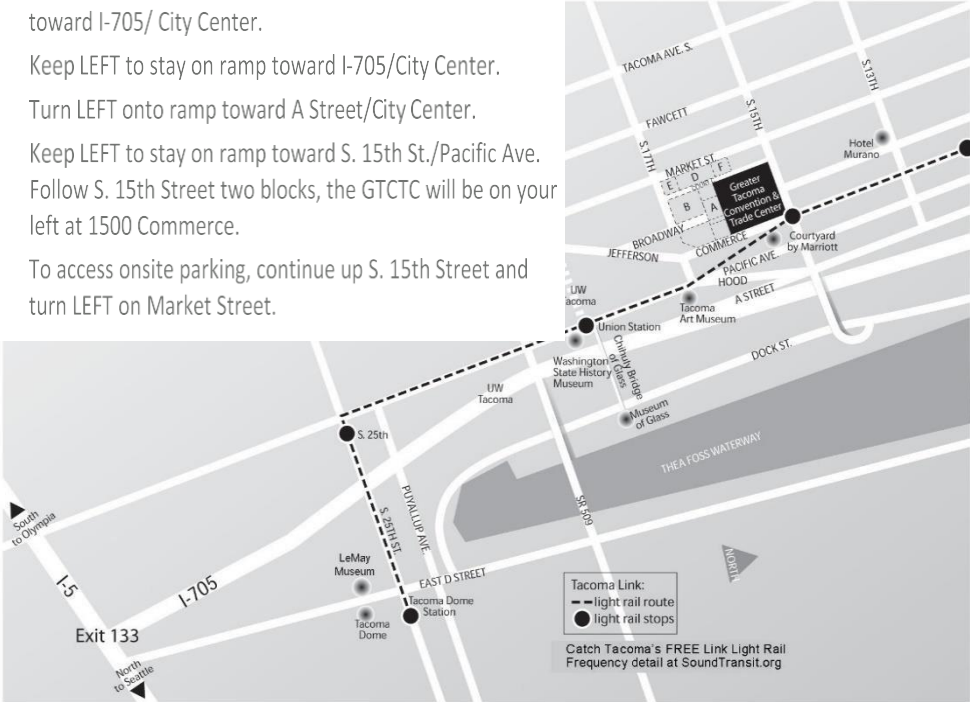 toward I-705/ City Center.
Keep LEFT to stay on ramp toward I-705/City Center.
Turn LEFT onto ramp toward A Street/City Center.
Keep LEFT to stay on ramp toward S. 15th St./Pacific Ave.
Follow S. 15th Street two blocks, the GTCTC will be on your
left at 1500 Commerce.
To access onsite parking, continue up S. 15th Street and
turn LEFT on Market Street.
TACOMA AVE. S.
S.13TH
S.15TH
FAWCETT
S.17TH
Hotel
Murano
MARKET ST.
E
D
F
B
A
Greater
Tacoma
Convention &
Trade Center
BROADWAY
JEFFERSON
COMMERCE
Courtyard
by Marriott
PACIFIC AVE.
HOOD
A STREET
UW
Tacoma
Tacoma
Art Museum
Union Station
Washington
State History
Museum
Chihuly Bridge
of Glass
DOCK ST.
UW
Tacoma
Museum
of Glass
S. 25th
THEA FOSS WATERWAY
PUYALLUP AVE.
S. 25TH ST.
SR 509
South
to Olympia
I-5
I-705
LeMay
Museum
EAST D STREET
NORTH
Tacoma Dome
Station
Tacoma
Dome
Exit 133
North
to Seattle
Tacoma Link:
light rail route
light rail stops
Catch Tacoma's FREE Link Light Rail
Frequency detail at SoundTransit.org